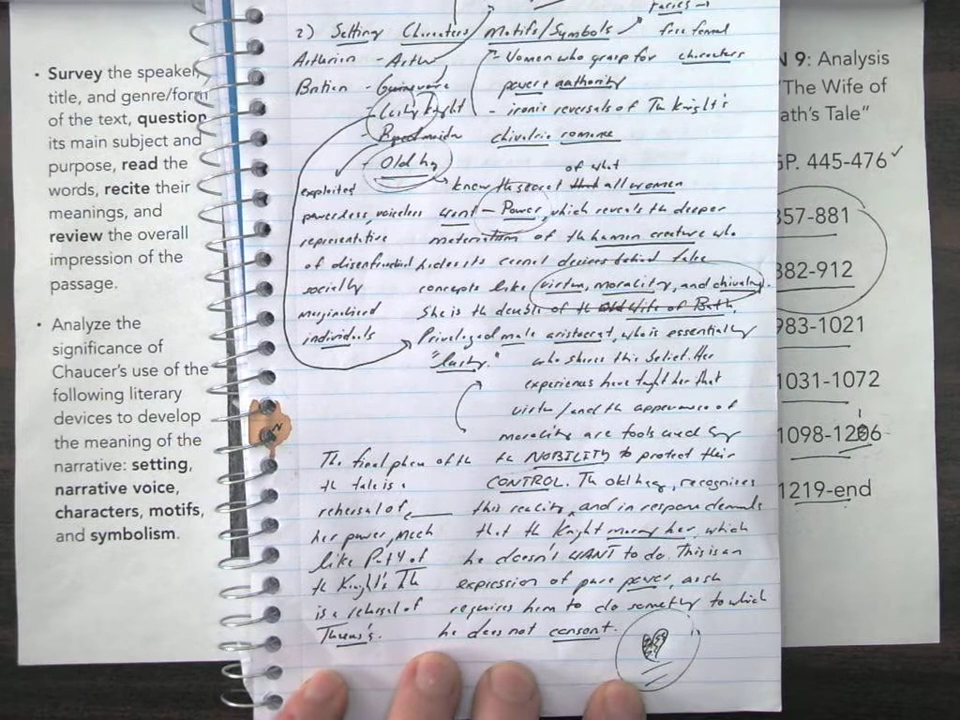 • Survey the speaker,
title, and genre/form
of the text, question
its main subject and
purpose, read the
words, recite their
meanings, and
review the overall
impression of the
passage.
• Analyze the
significance of
Chaucer's use of the
following literary
devices to develop
the meaning of the
narrative: setting,
narrative voice,
characters, motifs,
and symbolism.
2) Setting Characters Motifs/Symbols
free female
characters
Britain - Guinevere
- Lusty Knight
- Old hag
- Women who grasp for
power authority
- ironic reversals of The Knight's
chivalric romance
knows the secret that of what all women
want - Power, which reveals the deeper
materialism of the human creature who
hides its carnal desires behind false
concepts like virtue, morality, and chivalry.
She is the double of the Old Wife of Bath,
who shares this belief. Her
experiences have taught her that
virtue/and the appearance of
morality are tools used by
the NOBILITY to protect their
CONTROL. The old hag, recognizes
this reality, and in response demands
that the Knight marry her, which
he doesn't WANT to do. This is an
expression of pure power, as she
requires him to do something to which
he does not consent.
exploited
powerless, voiceless
representative
of disenfranchised
socially
marginalized
individuals
Privileged male aristocrat, who is essentially
"lusty."
The final phase of the
the tale is a
rehersal of
her power, much
like Part 4 of
the Knight's
is a rehersal of
N 9: Analysis
"The Wife of
ath's Tale"
GP. 445-476 ✓
857-881
882-912
983-1021
1031-1072
1219-end